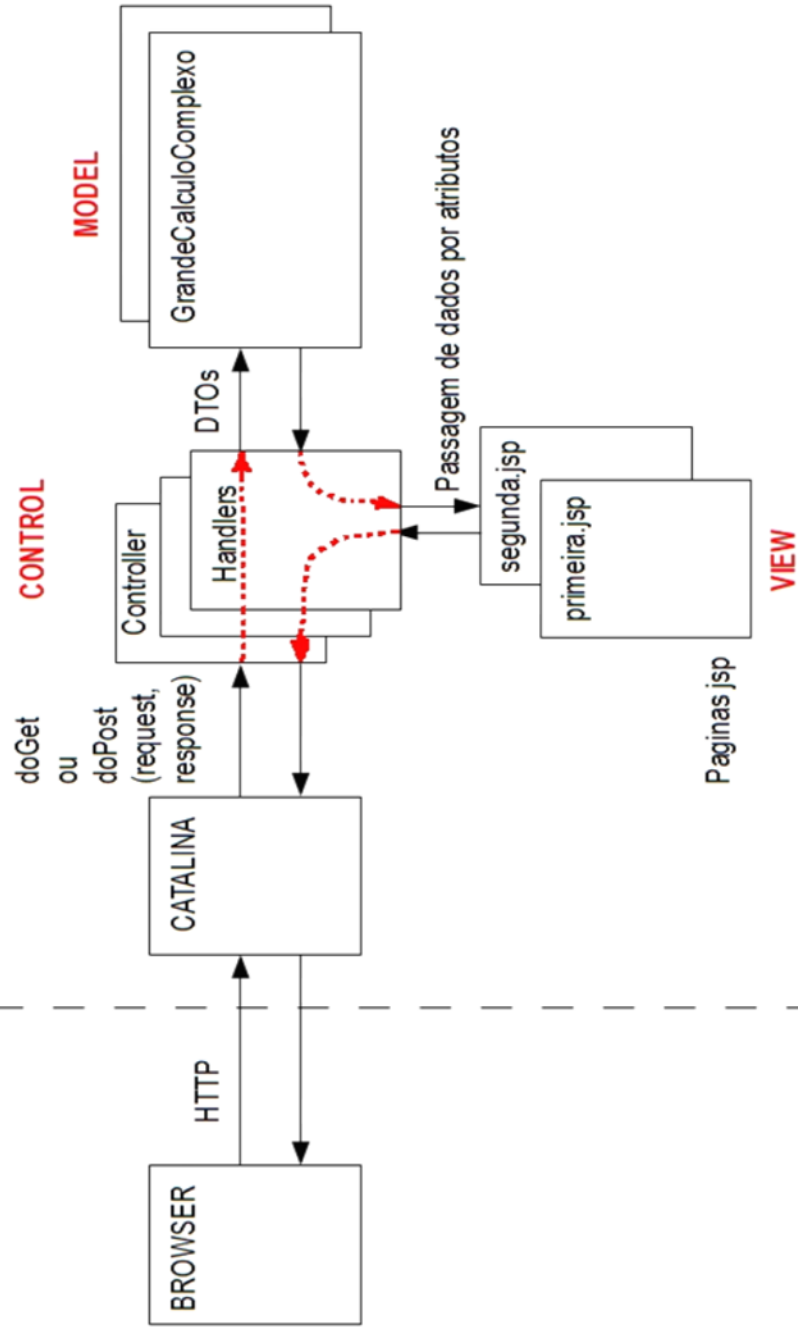 BROWSER
HTTP
CATALINA
doGet
ou
doPost
(request,
response)
CONTROL
Controller
Handlers
DTOs
MODEL
GrandeCalculoComplexo
Passagem de dados por atributos
segunda.jsp
primeira.jsp
Paginas jsp
VIEW